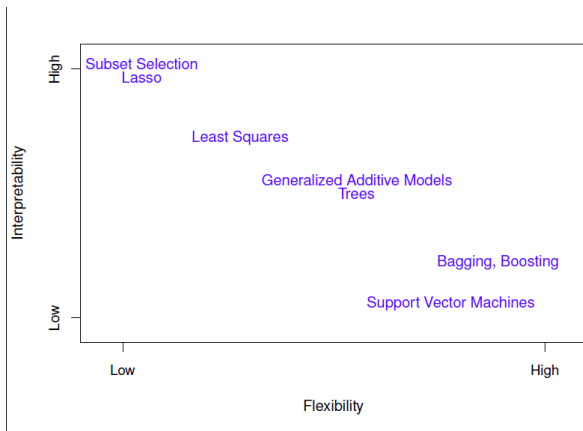 High
Subset Selection
Lasso
Least Squares
Interpretability
Generalized Additive Models
Trees
Bagging, Boosting
Support Vector Machines
Low
Low
High
Flexibility